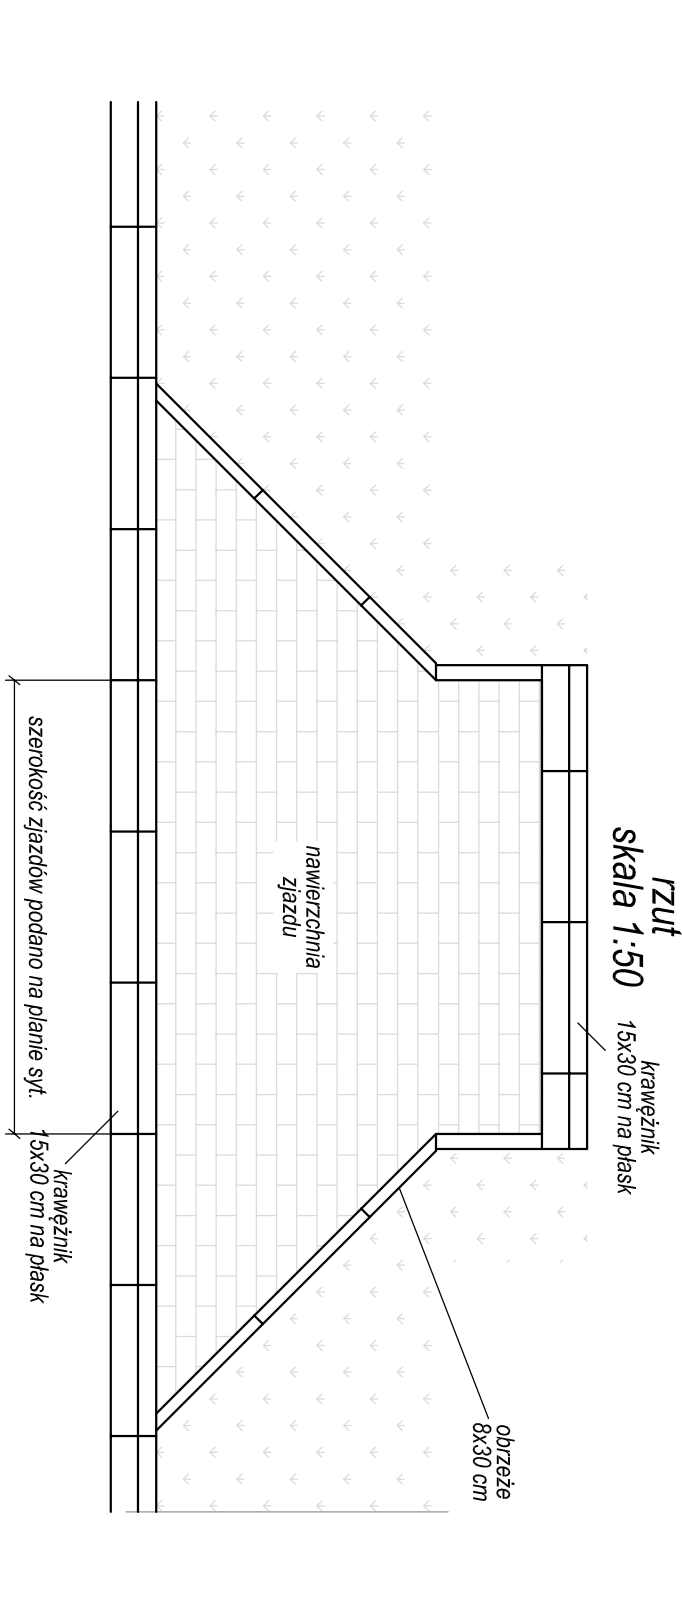 rzut
skala 1:50
krawężnik
15x30 cm na płask
nawierzchnia
zjazdu
obrzeże
8x30 cm
szerokość zjazdów podano na planie syt.
krawężnik
15x30 cm na płask